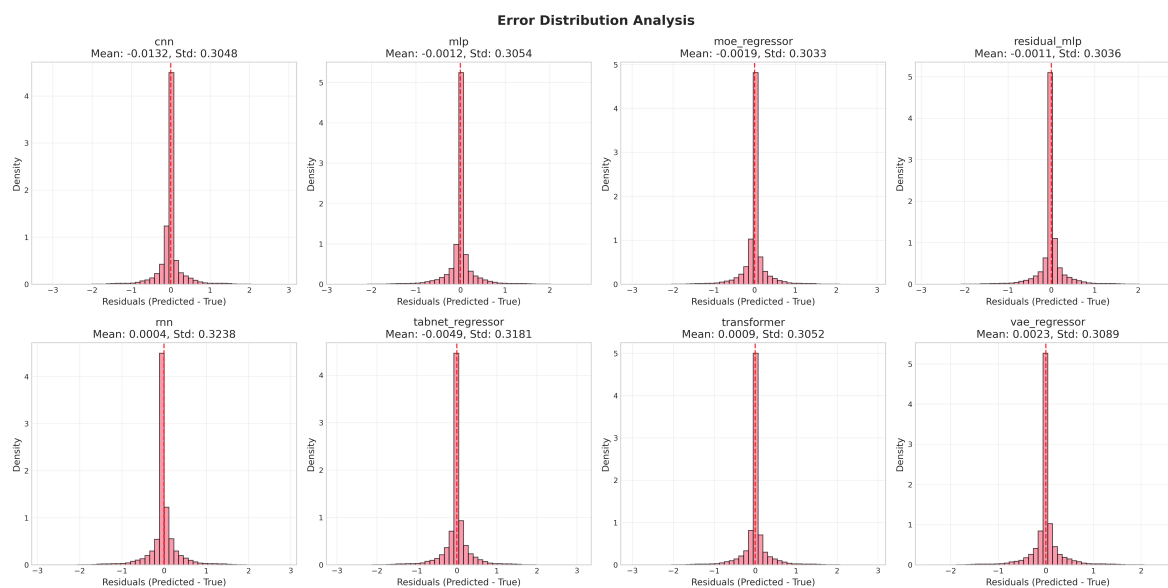 Error Distribution Analysis
cnn
Mean: -0.0132, Std: 0.3048
mlp
Mean: -0.0012, Std: 0.3054
moe_regressor
Mean: -0.0019, Std: 0.3033
residual_mlp
Mean: -0.0011, Std: 0.3036
Density
4
3
2
1
0
−3 −2 −1 0 1 2 3
Residuals (Predicted - True)
Density
5
4
3
2
1
0
−3 −2 −1 0 1 2
Residuals (Predicted - True)
Density
5
4
3
2
1
0
−3 −2 −1 0 1 2 3
Residuals (Predicted - True)
Density
5
4
3
2
1
0
−3 −2 −1 0 1 2
Residuals (Predicted - True)
rnn
Mean: 0.0004, Std: 0.3238
tabnet_regressor
Mean: -0.0049, Std: 0.3181
transformer
Mean: 0.0009, Std: 0.3052
vae_regressor
Mean: 0.0023, Std: 0.3089
Density
4
3
2
1
0
−3 −2 −1 0 1 2 3
Residuals (Predicted - True)
Density
4
3
2
1
0
−3 −2 −1 0 1 2 3
Residuals (Predicted - True)
Density
5
4
3
2
1
0
−3 −2 −1 0 1 2 3
Residuals (Predicted - True)
Density
5
4
3
2
1
0
−2 −1 0 1 2
Residuals (Predicted - True)